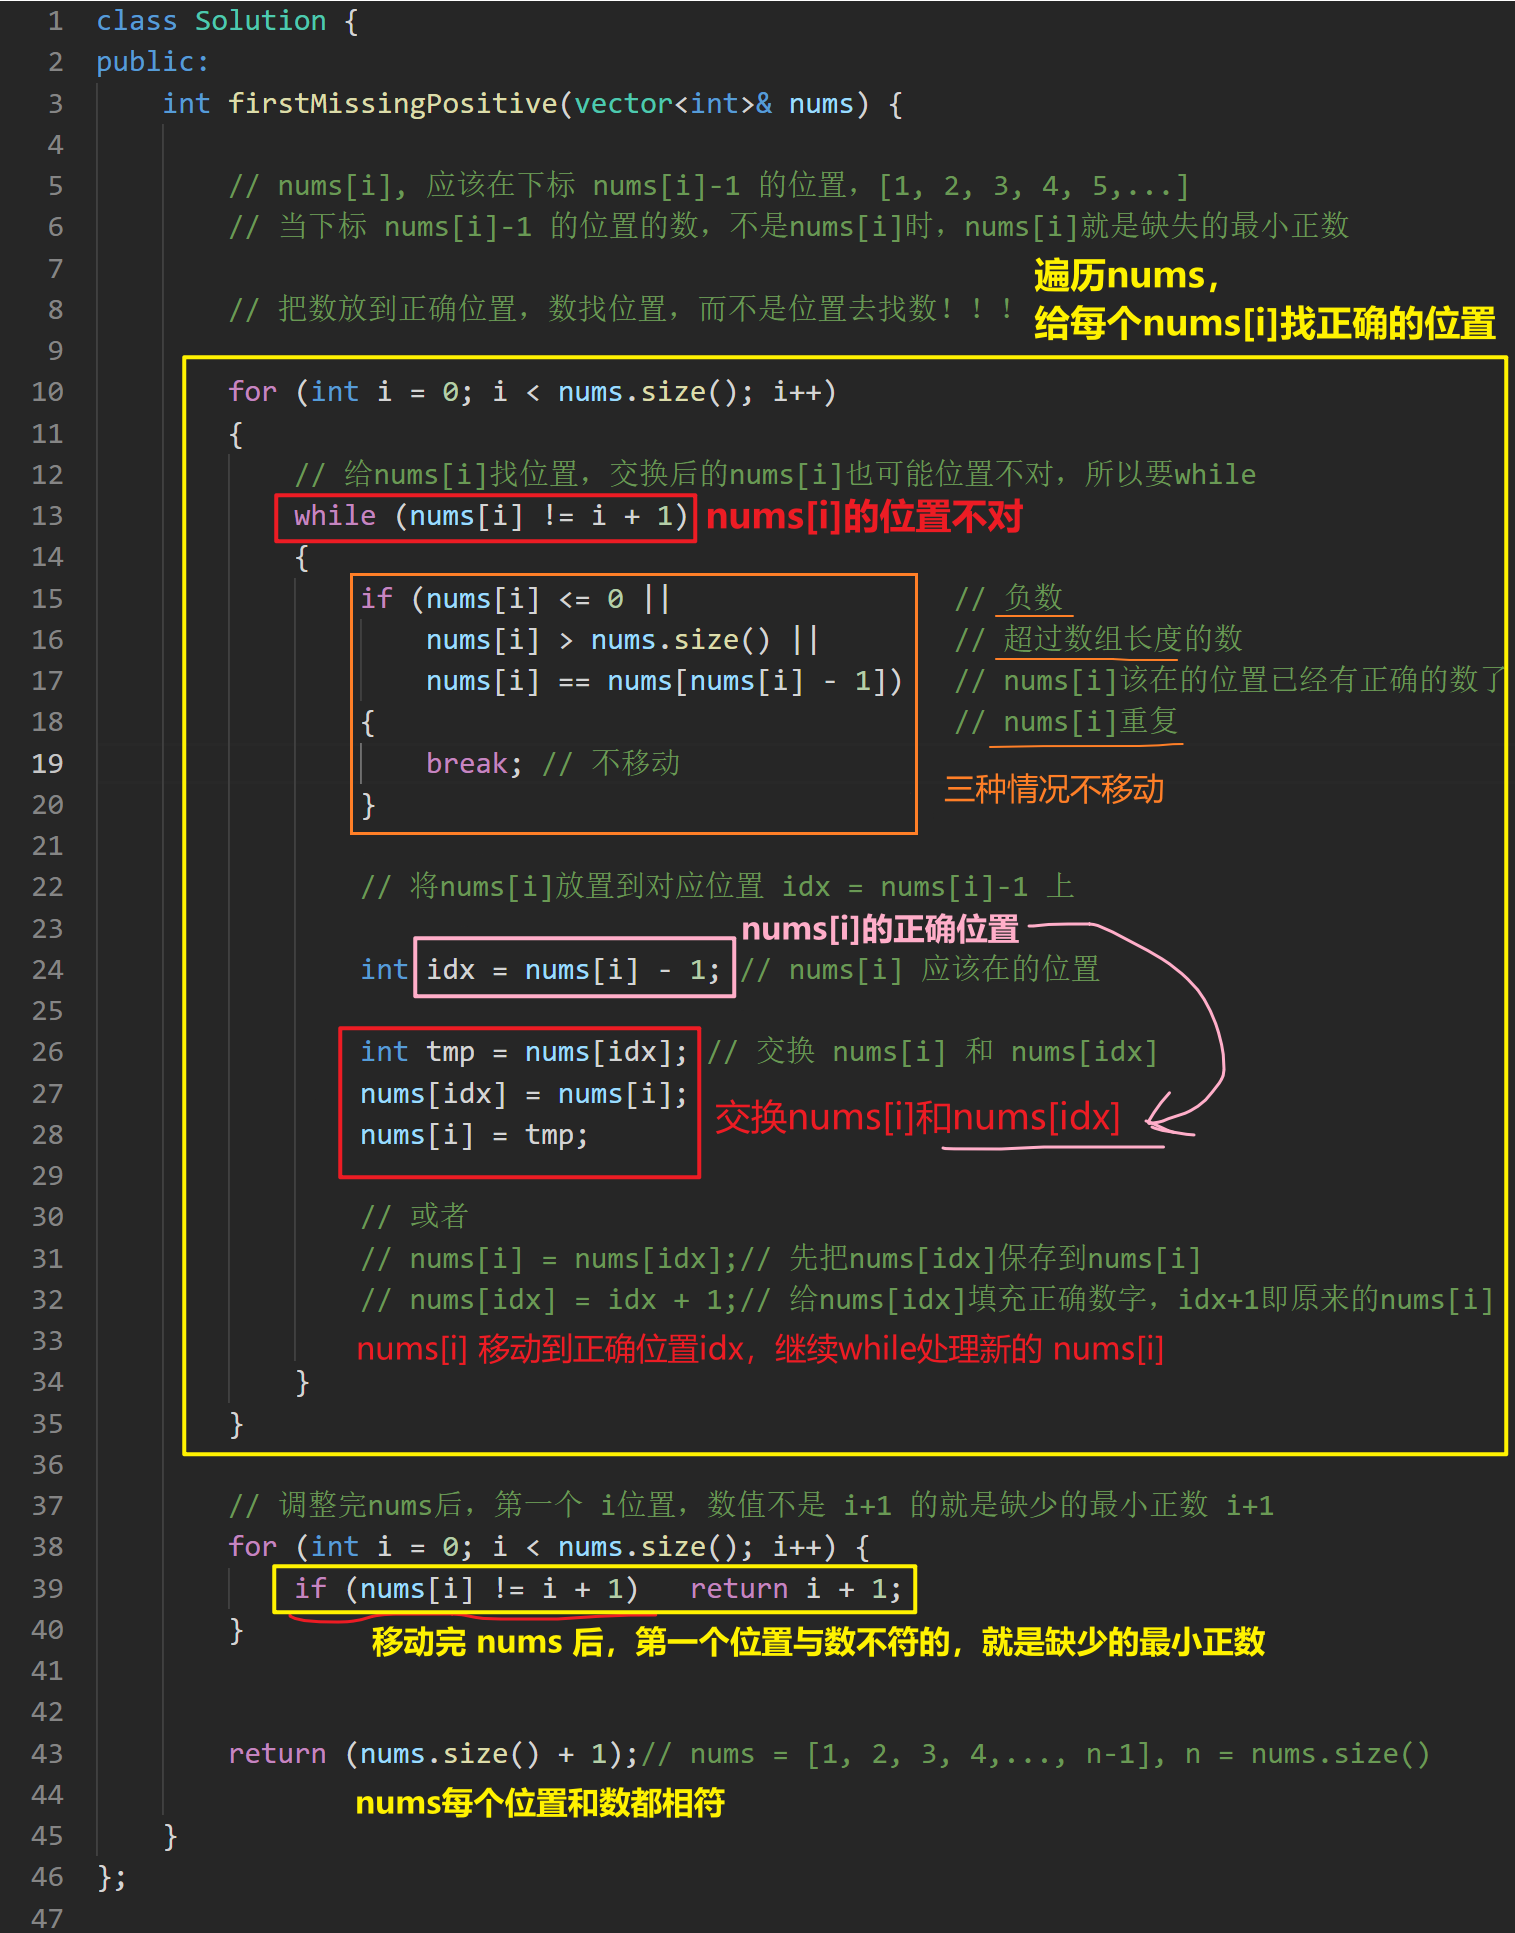 1 class Solution {
2 public:
3 int firstMissingPositive(vector<int>& nums) {
4
5 // nums[i], 应该在下标 nums[i]-1 的位置, [1, 2, 3, 4, 5,...]
6 // 当下标 nums[i]-1 的位置的数, 不是nums[i]时, nums[i]就是缺失的最小正数
7
遍历nums,
8 // 把数放到正确位置, 数找位置, 而不是位置去找数!!!
给每个nums[i]找正确的位置
9
10 for (int i = 0; i < nums.size(); i++)
11 {
12 // 给nums[i]找位置, 交换后的nums[i]也可能位置不对, 所以要while
13 while (nums[i] != i + 1) nums[i]的位置不对
14 {
15 if (nums[i] <= 0 || // 负数
16 nums[i] > nums.size() || // 超过数组长度的数
17 nums[i] == nums[nums[i] - 1]) // nums[i]该在的位置已经有正确的数了
18 { // nums[i]重复
19 break; // 不移动
三种情况不移动
20 }
21
22 // 将nums[i]放置到对应位置 idx = nums[i]-1 上
23 nums[i]的正确位置
24 int idx = nums[i] - 1; // nums[i] 应该在的位置
25
26 int tmp = nums[idx]; // 交换 nums[i] 和 nums[idx]
27 nums[idx] = nums[i];
交换nums[i]和nums[idx]
28 nums[i] = tmp;
29
30 // 或者
31 // nums[i] = nums[idx];// 先把nums[idx]保存到nums[i]
32 // nums[idx] = idx + 1;// 给nums[idx]填充正确数字, idx+1即原来的nums[i]
33 nums[i] 移动到正确位置idx, 继续while处理新的 nums[i]
34 }
35 }
36
37 // 调整完nums后, 第一个 i位置, 数值不是 i+1 的就是缺少的最小正数 i+1
38 for (int i = 0; i < nums.size(); i++) {
39 if (nums[i] != i + 1) return i + 1;
40 }
移动完 nums 后, 第一个位置与数不符的, 就是缺少的最小正数
41
42
43 return (nums.size() + 1);// nums = [1, 2, 3, 4,..., n-1], n = nums.size()
44 nums每个位置和数都相符
45 }
46 };
47